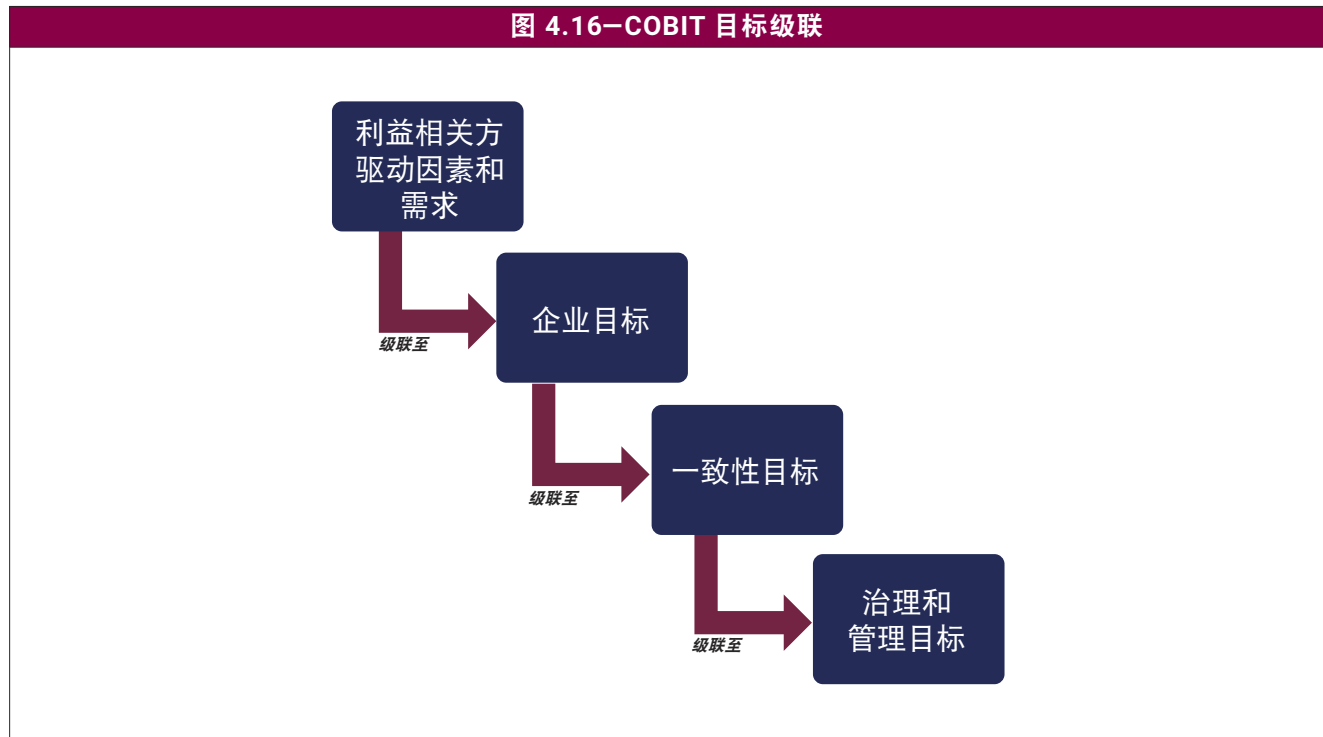 图 4.16—COBIT 目标级联
利益相关方
驱动因素和
需求
级联至
企业目标
级联至
一致性目标
级联至
治理和
管理目标